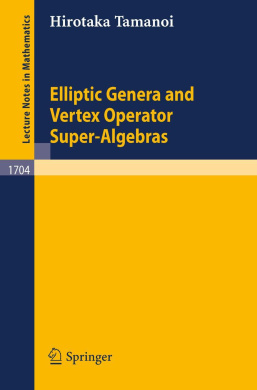 Hirotaka Tamanoi
Lecture Notes in Mathematics
Elliptic Genera and
Vertex Operator
Super-Algebras
1704
Springer